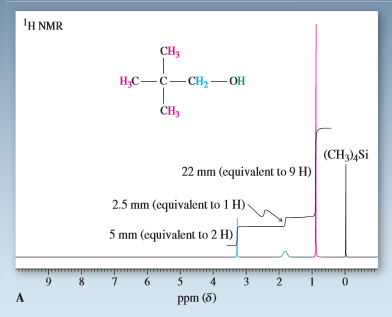 ¹H NMR
CH₃
H₃C—C—CH₂—OH
CH₃
(CH₃)₄Si
22 mm (equivalent to 9 H)
2.5 mm (equivalent to 1 H)
5 mm (equivalent to 2 H)
9 8 7 6 5 4 3 2 1 0
A
ppm (δ)